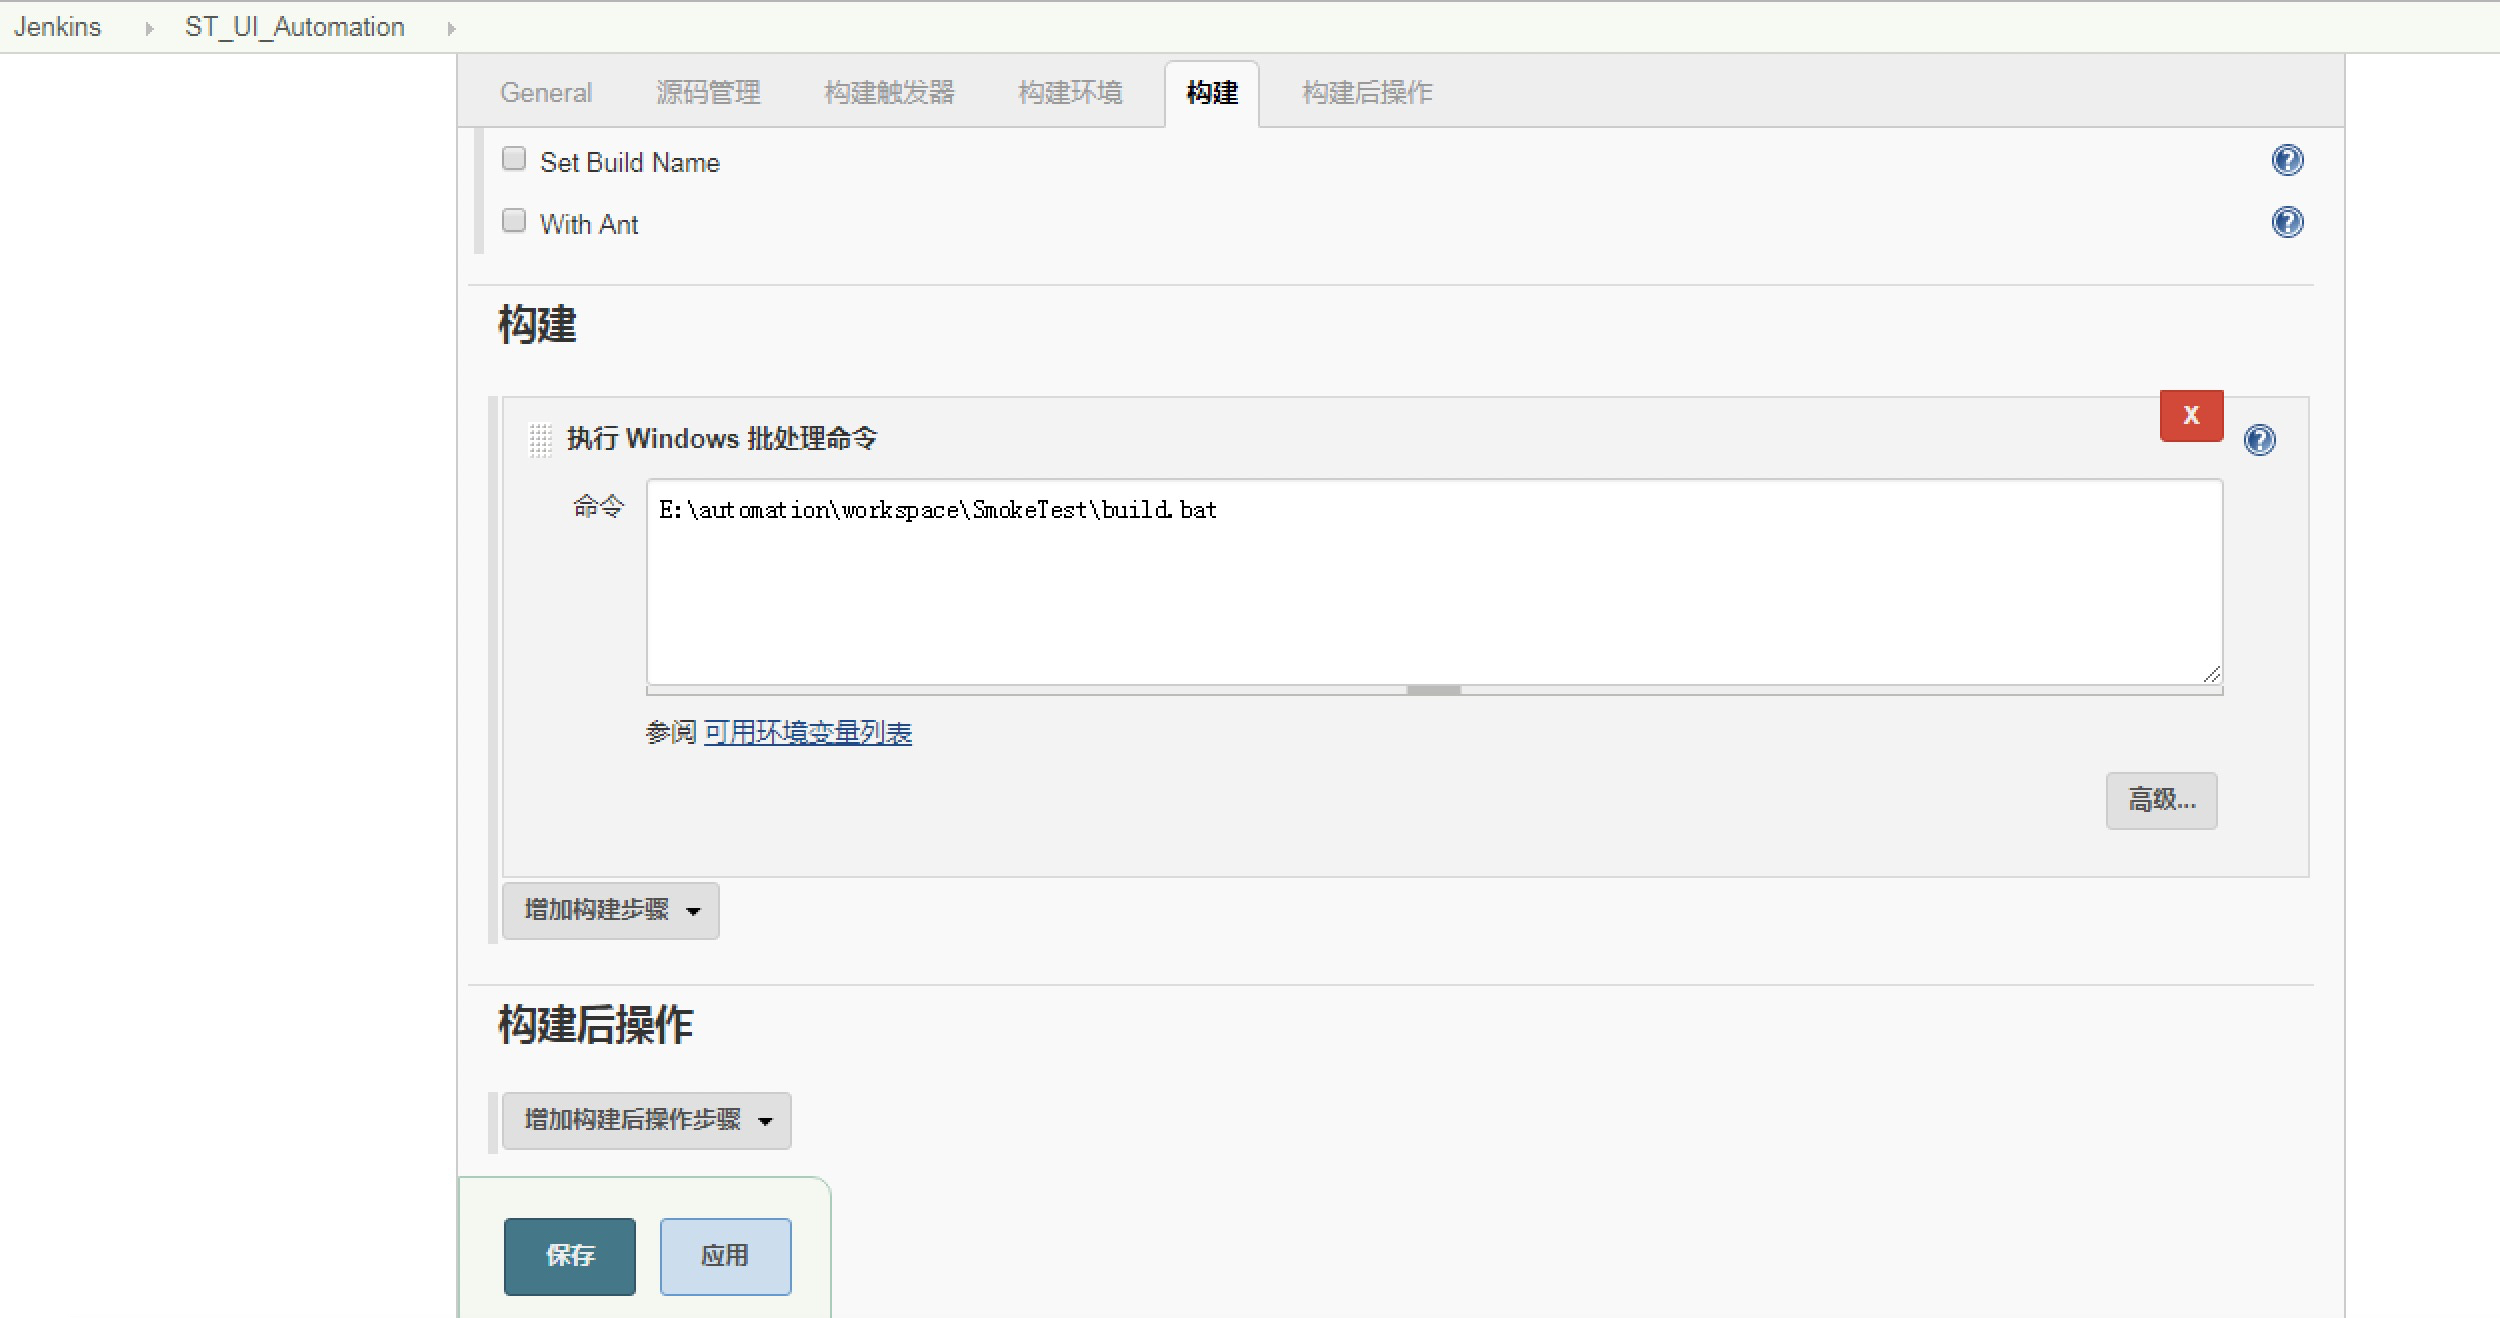 Jenkins ST_UI_Automation
General 源码管理 构建触发器 构建环境 构建 构建后操作
Set Build Name
With Ant
构建
X
执行 Windows 批处理命令
命令 E:\automation\workspace\SmokeTest\build.bat
参阅 可用环境变量列表
高级...
增加构建步骤
构建后操作
增加构建后操作步骤
保存 应用